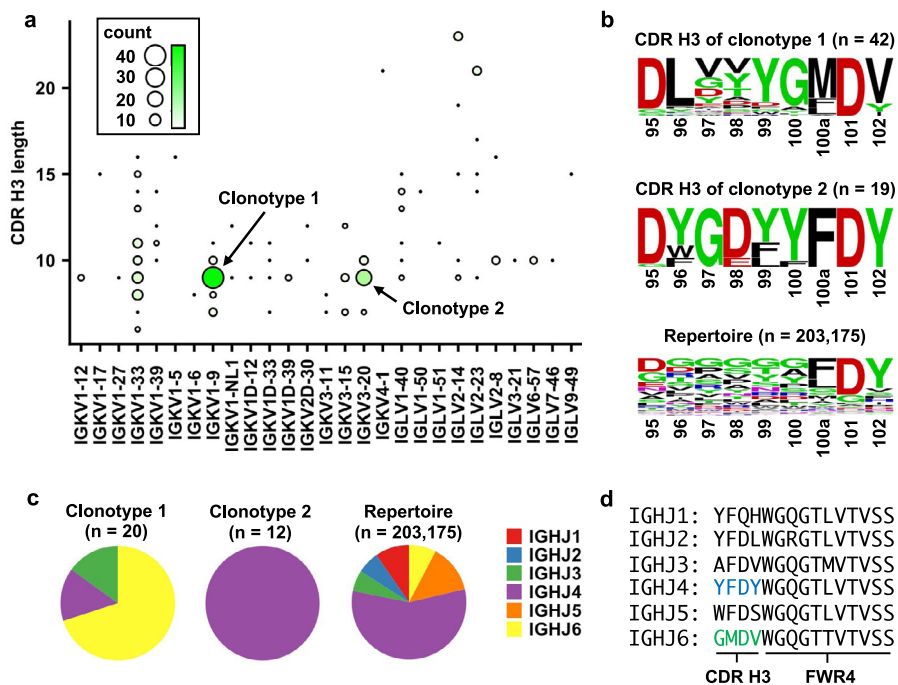 a
count
40
30
20
10
CDR H3 length
20
15
10
Clonotype 1
Clonotype 2
IGKV1-12
IGKV1-17
IGKV1-27
IGKV1-33
IGKV1-39
IGKV1-5
IGKV1-6
IGKV1-9
IGKV1-NL1
IGKV1D-12
IGKV1D-33
IGKV1D-39
IGKV2D-30
IGKV3-11
IGKV3-15
IGKV3-20
IGKV4-1
IGLV1-40
IGLV1-50
IGLV1-51
IGLV2-14
IGLV2-23
IGLV2-8
IGLV3-21
IGLV6-57
IGLV7-46
IGLV9-49
b
CDR H3 of clonotype 1 (n = 42)
DLVVYGMDV
95 96 97 98 99 100 100a 101 102
CDR H3 of clonotype 2 (n = 19)
DYGDYYFDY
95 96 97 98 99 100 100a 101 102
Repertoire (n = 203,175)
DGGGGGFDY
95 96 97 98 99 100 100a 101 102
c
Clonotype 1
(n = 20)
Clonotype 2
(n = 12)
Repertoire
(n = 203,175)
IGHJ1
IGHJ2
IGHJ3
IGHJ4
IGHJ5
IGHJ6
d
IGHJ1: YFQHWGQGTLVTVSS
IGHJ2: YFDLWGRGTLVTVSS
IGHJ3: AFDVWGQGTMVTVSS
IGHJ4: YFDYWGQGTLVTVSS
IGHJ5: WFDSWGQGTLVTVSS
IGHJ6: GMDVWGQGTTVTVSS
CDR H3 FWR4